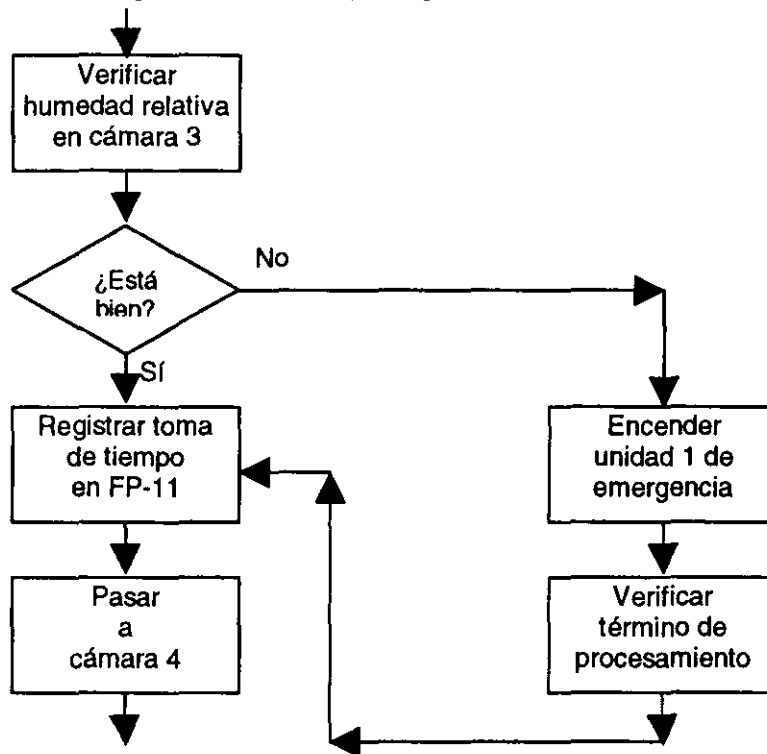 Verificar
humedad relativa
en cámara 3
¿Está
bien?
No
Sí
Registrar toma
de tiempo
en FP-11
Encender
unidad 1 de
emergencia
Pasar
a
cámara 4
Verificar
término de
procesamiento